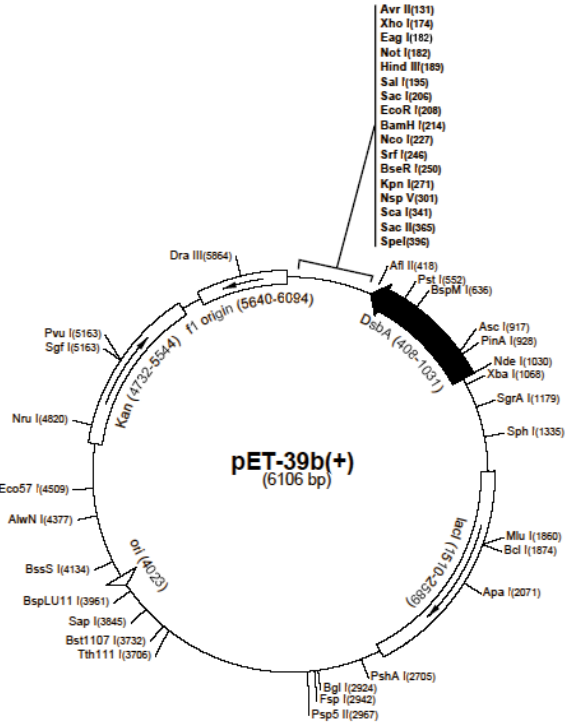 Avr II(131)
Xho I(174)
Eag I(182)
Not I(182)
Hind III(189)
Sal I(195)
Sac I(206)
EcoR I(208)
BamH I(214)
Nco I(227)
Srf I(246)
BseR I(250)
Kpn I(271)
Nsp V(301)
Sca I(341)
Sac II(365)
SpeI(396)
Dra III(5864)
Afl II(418)
Pst I(552)
BspM I(636)
f1 origin (5640-6094)
DsbA (408-1031)
Pvu I(5163)
Sgf I(5163)
Kan (4732-5544)
Asc I(917)
PinA I(928)
Nde I(1030)
Xba I(1068)
SgrA I(1179)
Nru I(4820)
Sph I(1335)
pET-39b(+)
(6106 bp)
Eco57 I(4509)
AlwN I(4377)
lacI (1510-2589)
Mlu I(1860)
Bcl I(1874)
ori (4023)
BssS I(4134)
Apa I(2071)
BspLU11 I(3961)
Sap I(3845)
Bst1107 I(3732)
Tth111 I(3706)
PshA I(2705)
Bgl I(2924)
Fsp I(2942)
Psp5 II(2967)